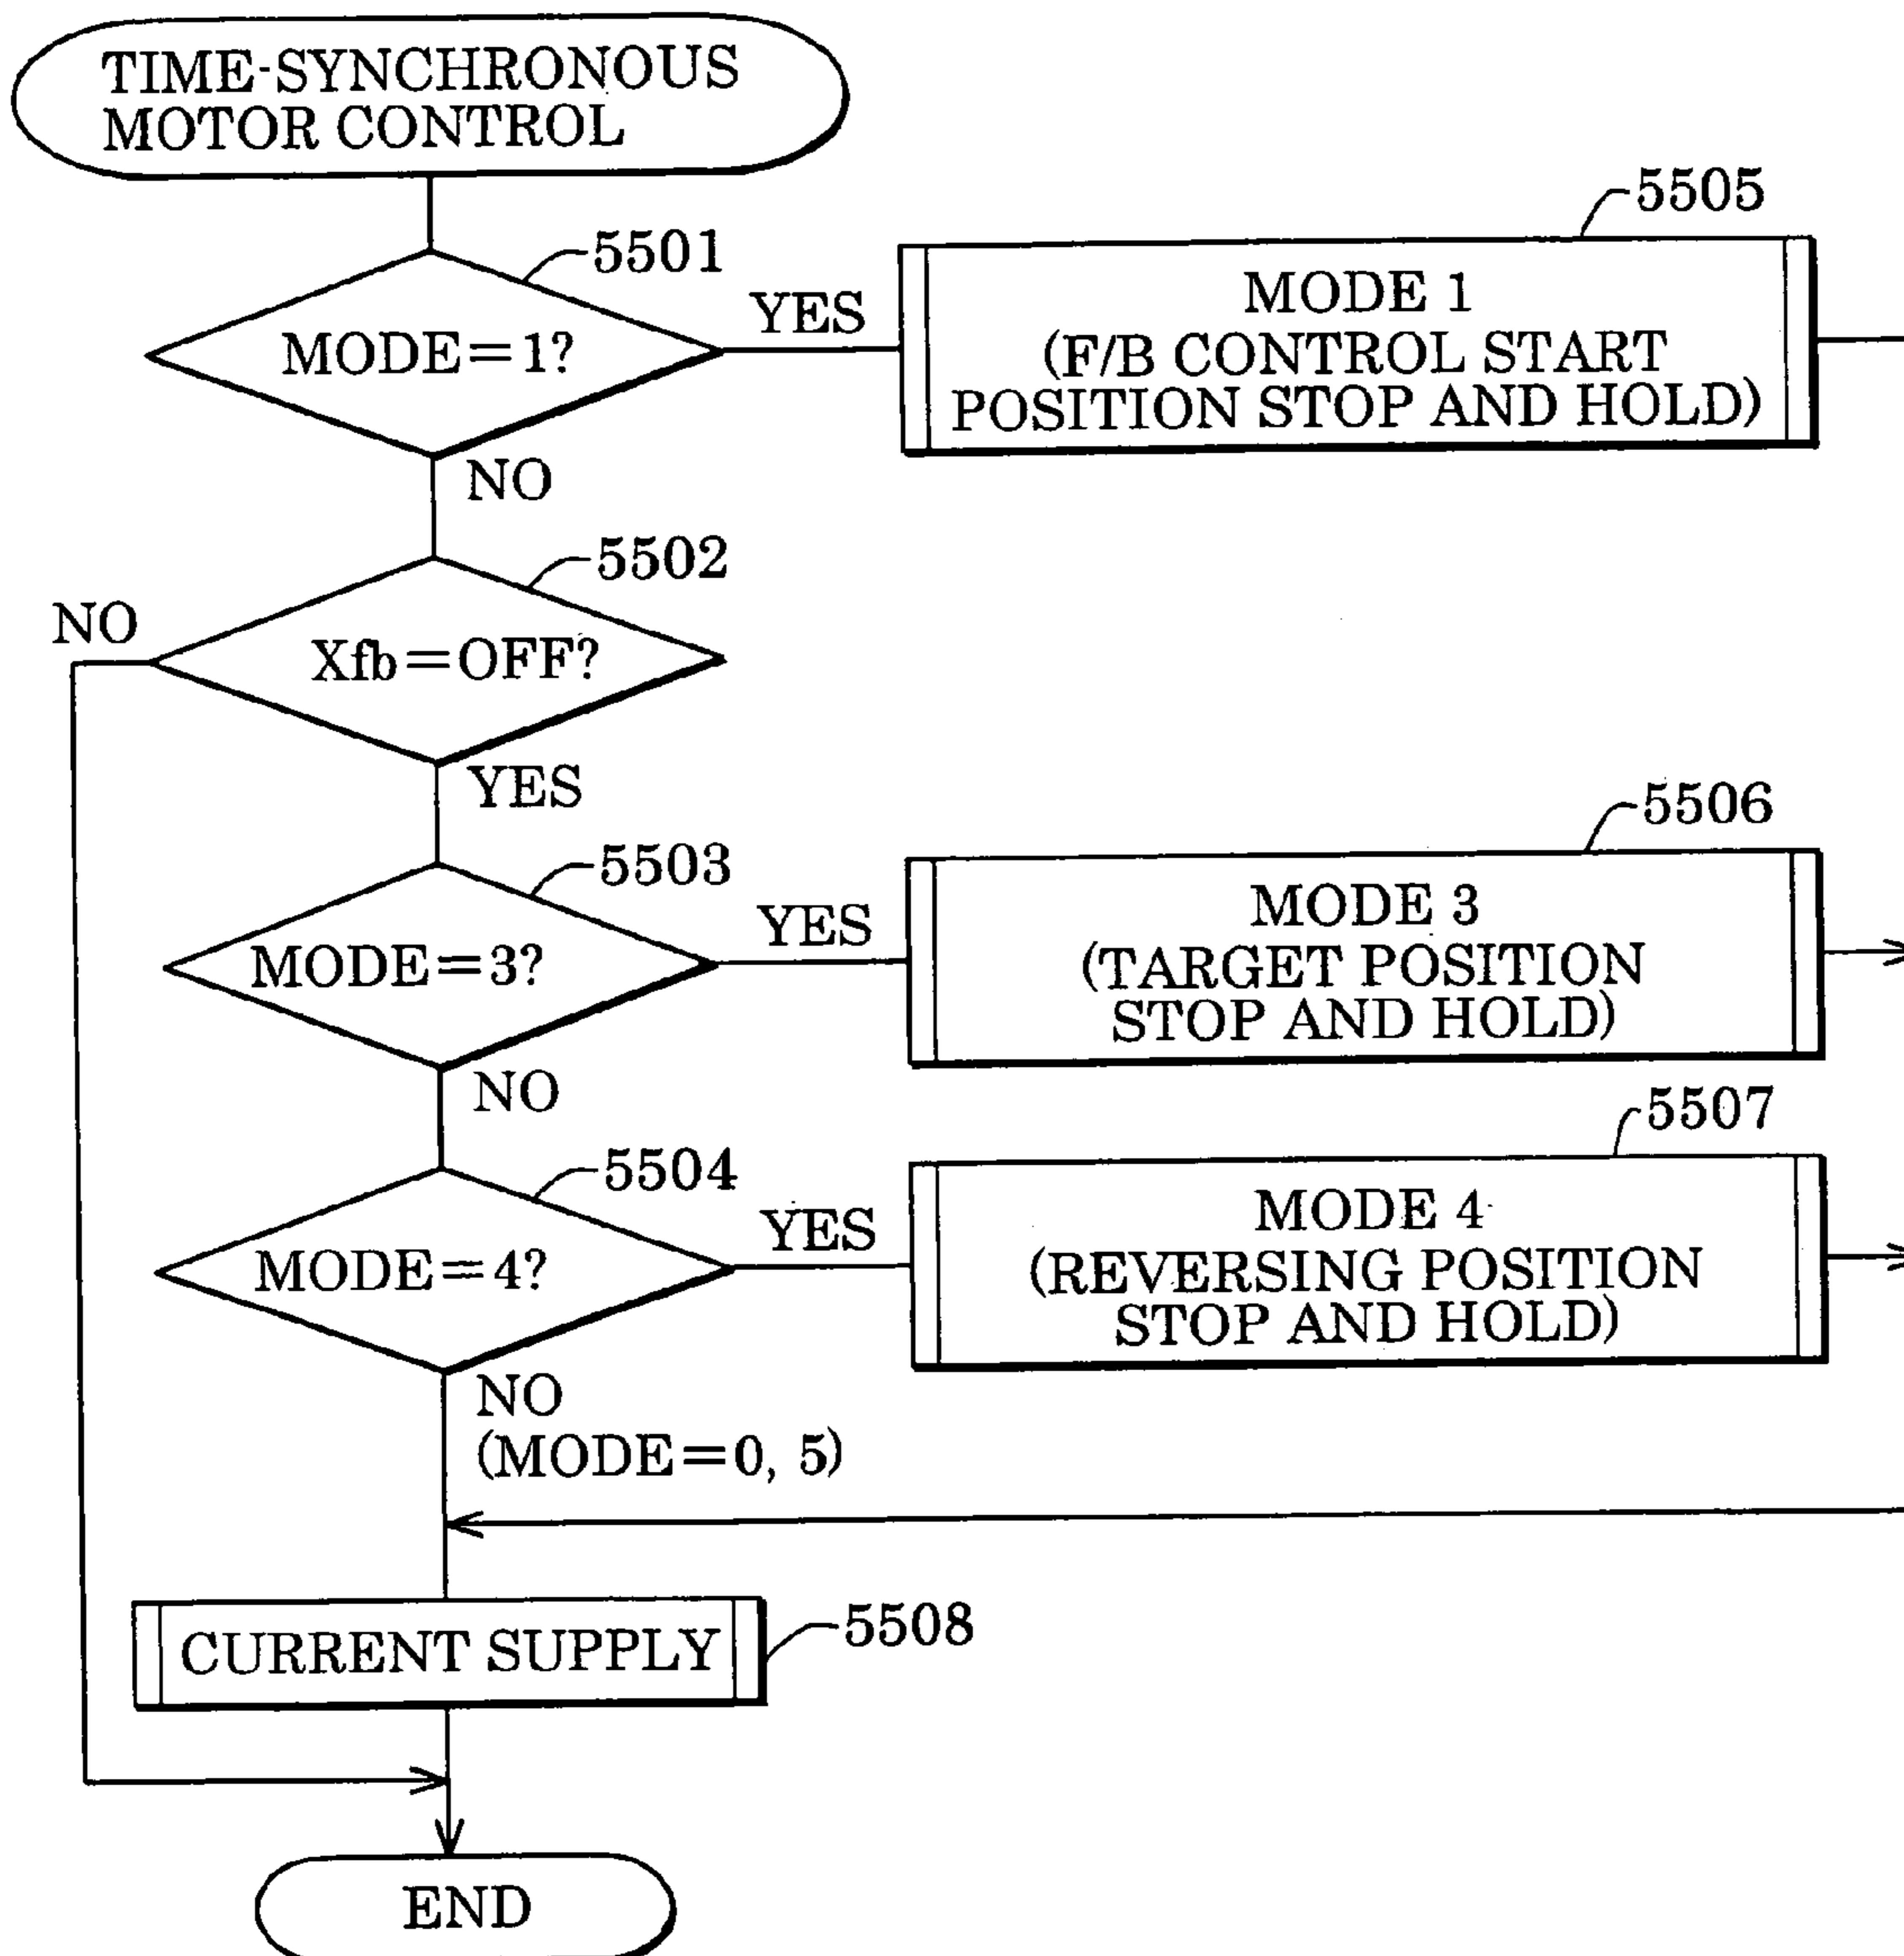 TIME-SYNCHRONOUS
MOTOR CONTROL
5501
MODE=1?
YES
NO
5505
MODE 1
(F/B CONTROL START
POSITION STOP AND HOLD)
5502
Xfb=OFF?
NO
YES
5503
MODE=3?
YES
NO
5506
MODE 3
(TARGET POSITION
STOP AND HOLD)
5504
MODE=4?
YES
5507
MODE 4
(REVERSING POSITION
STOP AND HOLD)
NO
(MODE=0, 5)
CURRENT SUPPLY
5508
END